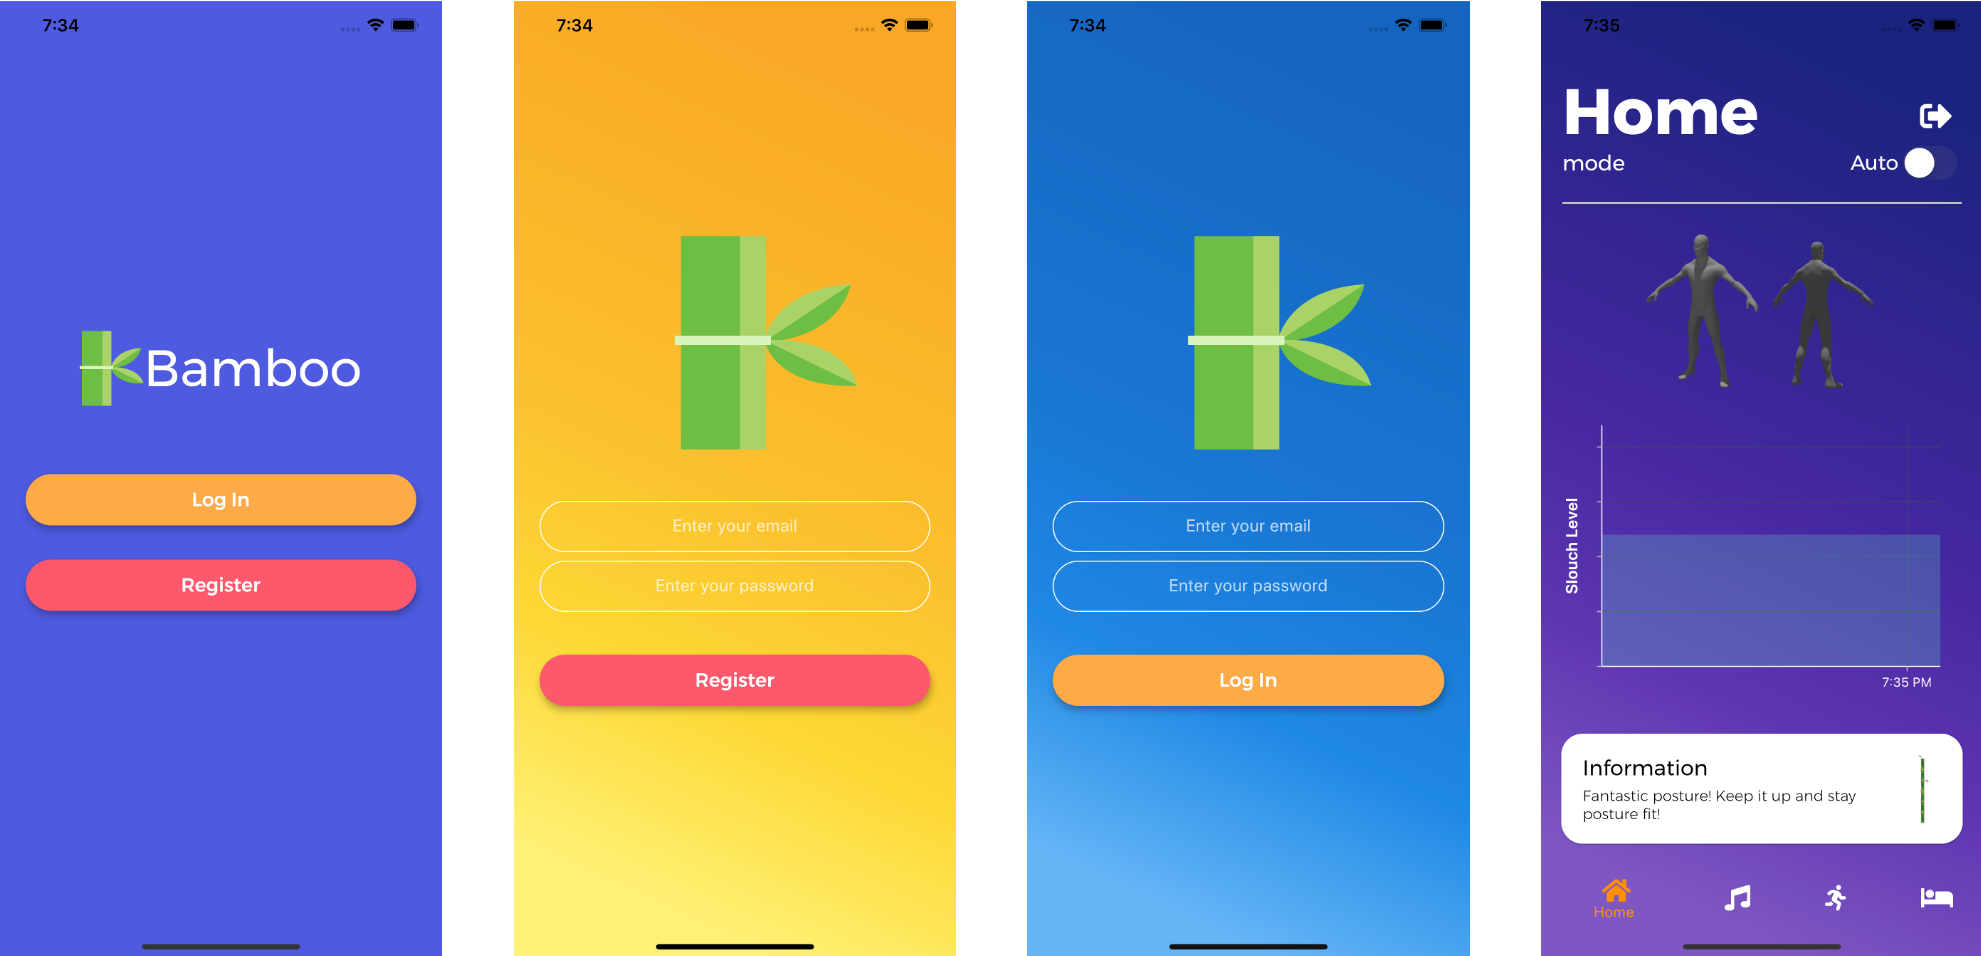 7:34
Bamboo
Log In
Register
7:34
Enter your email
Enter your password
Register
7:34
Enter your email
Enter your password
Log In
7:35
Home
mode
Auto
Slouch Level
7:35 PM
Information
Fantastic posture! Keep it up and stay
posture fit!
Home